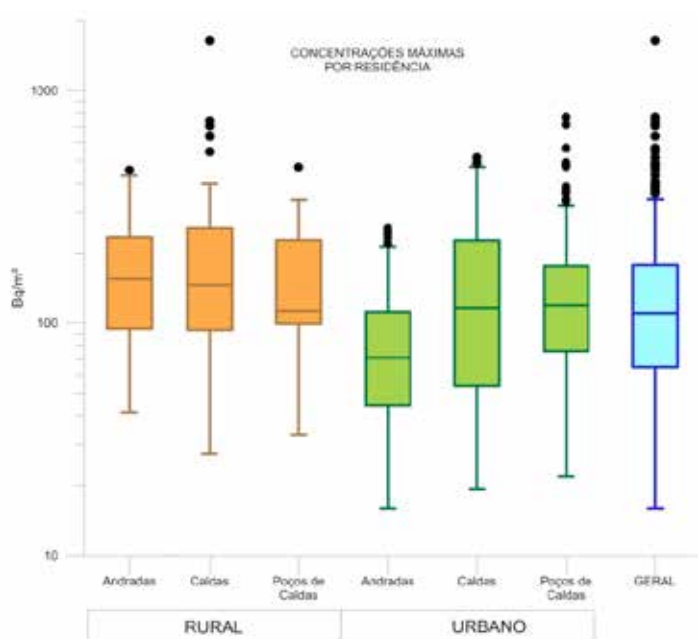 CONCENTRAÇÕES MÁXIMAS
POR RESIDÊNCIA
1000
100
10
Bq/m³
Andradas
Caldas
Poços de
Caldas
Andradas
Caldas
Poços de
Caldas
GERAL
RURAL
URBANO